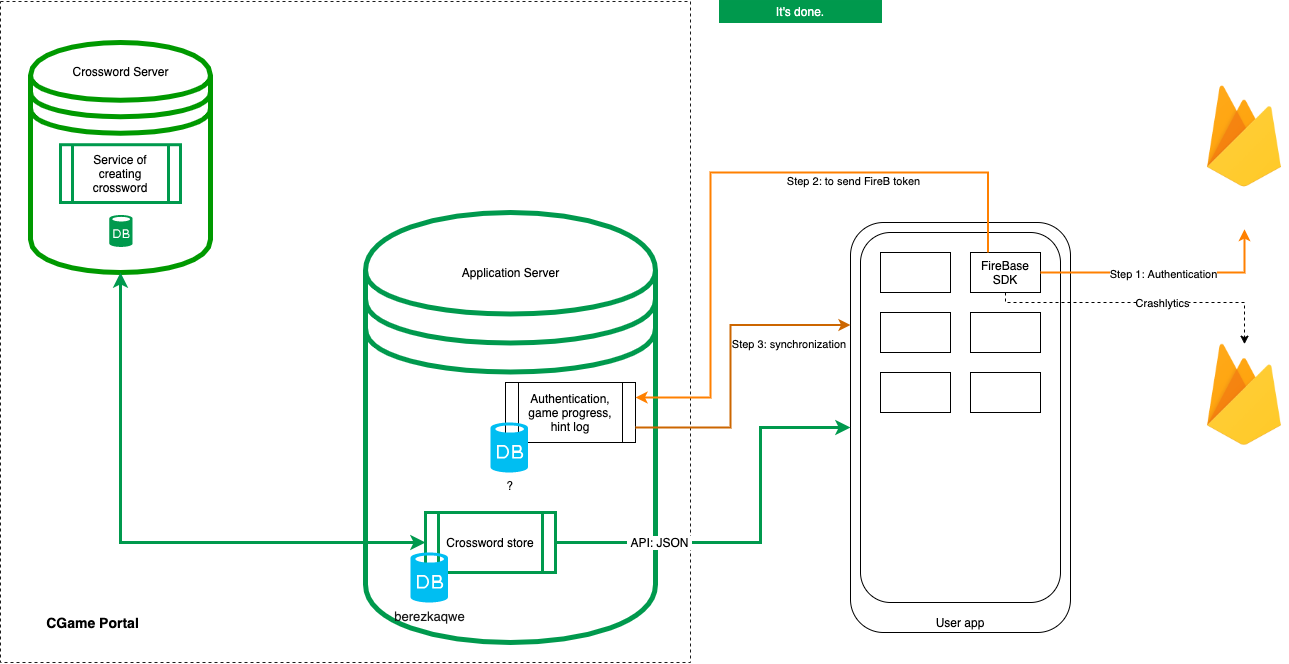 It's done.
Crossword Server
Service of
creating
crossword
DB
Application Server
Authentication,
game progress,
hint log
DB
?
Crossword store
DB
berezkaqwe
CGame Portal
API: JSON
Step 2: to send FireB token
Step 3: synchronization
FireBase
SDK
Step 1: Authentication
Crashlytics
User app